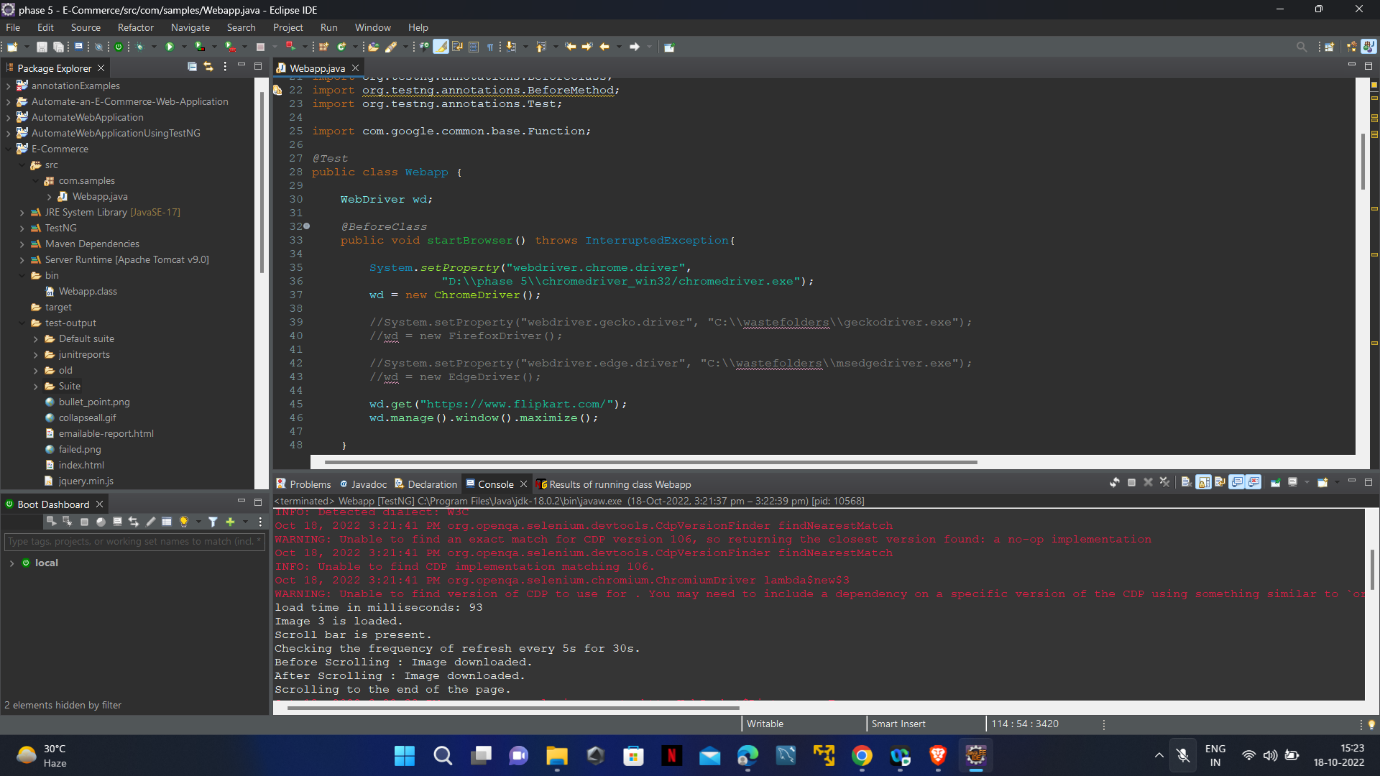 phase 5 - E-Commerce/src/com/samples/Webapp.java - Eclipse IDE
File Edit Source Refactor Navigate Search Project Run Window Help
Package Explorer
annotationExamples
Automate-an-E-Commerce-Web-Application
AutomateWebApplication
AutomateWebApplicationUsingTestNG
E-Commerce
src
com.samples
Webapp.java
JRE System Library [JavaSE-17]
TestNG
Maven Dependencies
Server Runtime [Apache Tomcat v9.0]
bin
Webapp.class
target
test-output
Default suite
junitreports
old
Suite
bullet_point.png
collapseall.gif
emailable-report.html
failed.png
index.html
jquery.min.js
Boot Dashboard
Type tags, projects, or working set names to match (incl. *
local
2 elements hidden by filter
Webapp.java
21 import org.testng.annotations.BeforeClass;
22 import org.testng.annotations.BeforeMethod;
23 import org.testng.annotations.Test;
24
25 import com.google.common.base.Function;
26
27 @Test
28 public class Webapp {
29
30 WebDriver wd;
31
32 @BeforeClass
33 public void startBrowser() throws InterruptedException{
34
35 System.setProperty("webdriver.chrome.driver",
36 "D:\\phase 5\\chromedriver_win32/chromedriver.exe");
37 wd = new ChromeDriver();
38
39 //System.setProperty("webdriver.gecko.driver", "C:\\wastefolders\\geckodriver.exe");
40 //wd = new FirefoxDriver();
41
42 //System.setProperty("webdriver.edge.driver", "C:\\wastefolders\\msedgedriver.exe");
43 //wd = new EdgeDriver();
44
45 wd.get("https://www.flipkart.com/");
46 wd.manage().window().maximize();
47
48 }
Problems Javadoc Declaration Console Results of running class Webapp
<terminated> Webapp [TestNG] C:\Program Files\Java\jdk-18.0.2\bin\javaw.exe (18-Oct-2022, 3:21:37 pm – 3:22:39 pm) [pid: 10568]
INFO: Detected dialect: W3C
Oct 18, 2022 3:21:41 PM org.openqa.selenium.devtools.CdpVersionFinder findNearestMatch
WARNING: Unable to find an exact match for CDP version 106, so returning the closest version found: a no-op implementation
Oct 18, 2022 3:21:41 PM org.openqa.selenium.devtools.CdpVersionFinder findNearestMatch
INFO: Unable to find CDP implementation matching 106.
Oct 18, 2022 3:21:41 PM org.openqa.selenium.chromium.ChromiumDriver lambda$new$3
WARNING: Unable to find version of CDP to use for . You may need to include a dependency on a specific version of the CDP using something similar to `or
load time in milliseconds: 93
Image 3 is loaded.
Scroll bar is present.
Checking the frequency of refresh every 5s for 30s.
Before Scrolling : Image downloaded.
After Scrolling : Image downloaded.
Scrolling to the end of the page.
Writable Smart Insert 114 : 54 : 3420
30°C
Haze
ENG
IN
15:23
18-10-2022